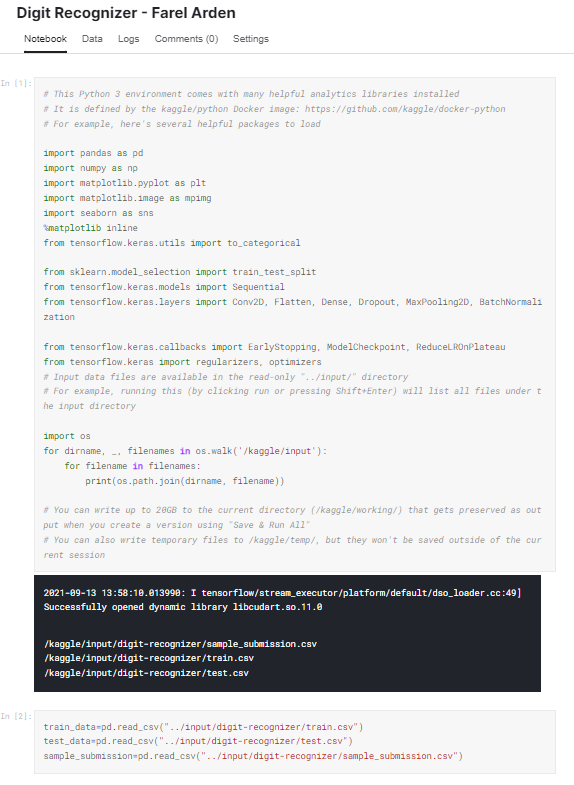 Digit Recognizer - Farel Arden
Notebook Data Logs Comments (0) Settings
In [1]:
# This Python 3 environment comes with many helpful analytics libraries installed
# It is defined by the kaggle/python Docker image: https://github.com/kaggle/docker-python
# For example, here's several helpful packages to load
import pandas as pd
import numpy as np
import matplotlib.pyplot as plt
import matplotlib.image as mpimg
import seaborn as sns
%matplotlib inline
from tensorflow.keras.utils import to_categorical
from sklearn.model_selection import train_test_split
from tensorflow.keras.models import Sequential
from tensorflow.keras.layers import Conv2D, Flatten, Dense, Dropout, MaxPooling2D, BatchNormali
zation
from tensorflow.keras.callbacks import EarlyStopping, ModelCheckpoint, ReduceLROnPlateau
from tensorflow.keras import regularizers, optimizers
# Input data files are available in the read-only "../input/" directory
# For example, running this (by clicking run or pressing Shift+Enter) will list all files under t
he input directory
import os
for dirname, _, filenames in os.walk('/kaggle/input'):
    for filename in filenames:
        print(os.path.join(dirname, filename))
# You can write up to 20GB to the current directory (/kaggle/working/) that gets preserved as out
put when you create a version using "Save & Run All"
# You can also write temporary files to /kaggle/temp/, but they won't be saved outside of the cur
rent session
2021-09-13 13:58:10.013990: I tensorflow/stream_executor/platform/default/dso_loader.cc:49]
Successfully opened dynamic library libcudart.so.11.0
/kaggle/input/digit-recognizer/sample_submission.csv
/kaggle/input/digit-recognizer/train.csv
/kaggle/input/digit-recognizer/test.csv
In [2]:
train_data=pd.read_csv("../input/digit-recognizer/train.csv")
test_data=pd.read_csv("../input/digit-recognizer/test.csv")
sample_submission=pd.read_csv("../input/digit-recognizer/sample_submission.csv")